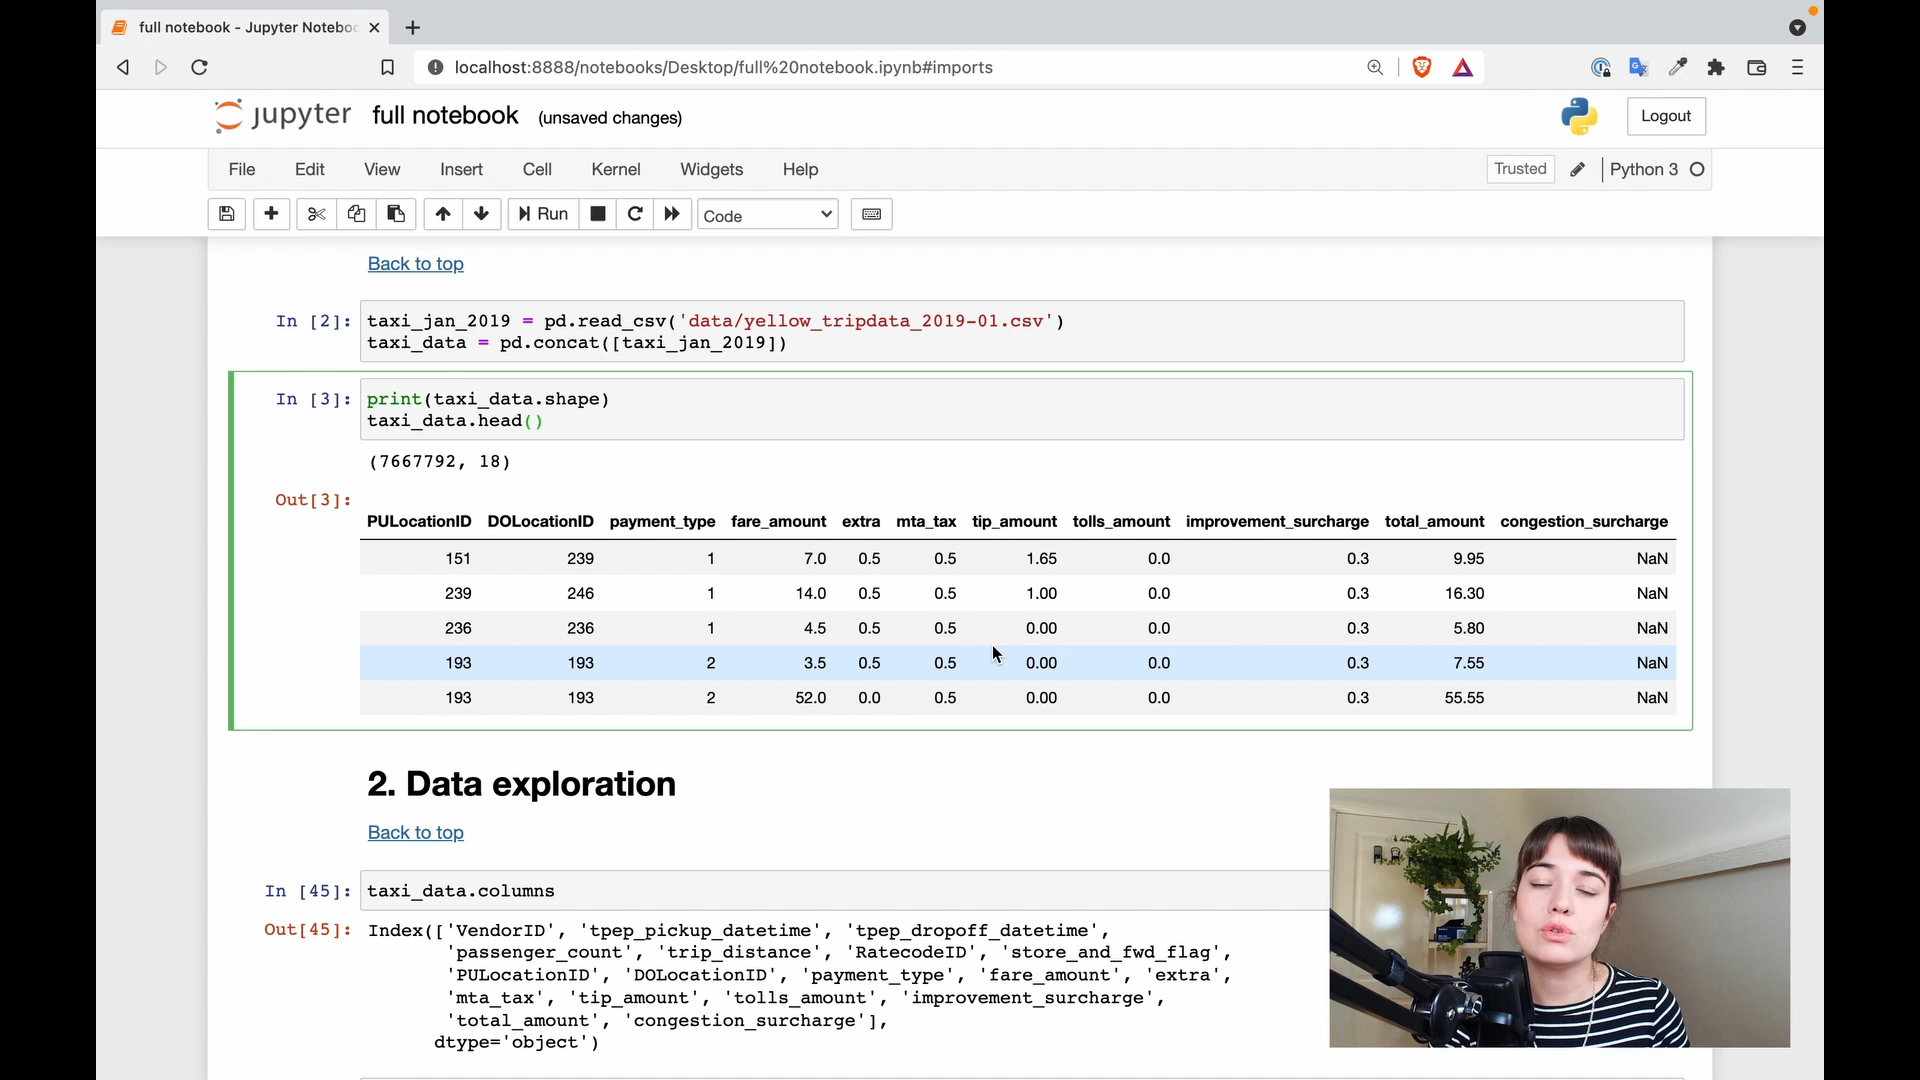 full notebook - Jupyter Noteboo
localhost:8888/notebooks/Desktop/full%20notebook.ipynb#imports
jupyter full notebook (unsaved changes)
Logout
File Edit View Insert Cell Kernel Widgets Help
Trusted Python 3
Run Code
Back to top
In [2]: taxi_jan_2019 = pd.read_csv('data/yellow_tripdata_2019-01.csv')
taxi_data = pd.concat([taxi_jan_2019])
In [3]: print(taxi_data.shape)
taxi_data.head()
(7667792, 18)
Out[3]:
PULocationID DOLocationID payment_type fare_amount extra mta_tax tip_amount tolls_amount improvement_surcharge total_amount congestion_surcharge
151 239 1 7.0 0.5 0.5 1.65 0.0 0.3 9.95 NaN
239 246 1 14.0 0.5 0.5 1.00 0.0 0.3 16.30 NaN
236 236 1 4.5 0.5 0.5 0.00 0.0 0.3 5.80 NaN
193 193 2 3.5 0.5 0.5 0.00 0.0 0.3 7.55 NaN
193 193 2 52.0 0.0 0.5 0.00 0.0 0.3 55.55 NaN
2. Data exploration
Back to top
In [45]: taxi_data.columns
Out[45]: Index(['VendorID', 'tpep_pickup_datetime', 'tpep_dropoff_datetime',
'passenger_count', 'trip_distance', 'RatecodeID', 'store_and_fwd_flag',
'PULocationID', 'DOLocationID', 'payment_type', 'fare_amount', 'extra',
'mta_tax', 'tip_amount', 'tolls_amount', 'improvement_surcharge',
'total_amount', 'congestion_surcharge'],
dtype='object')